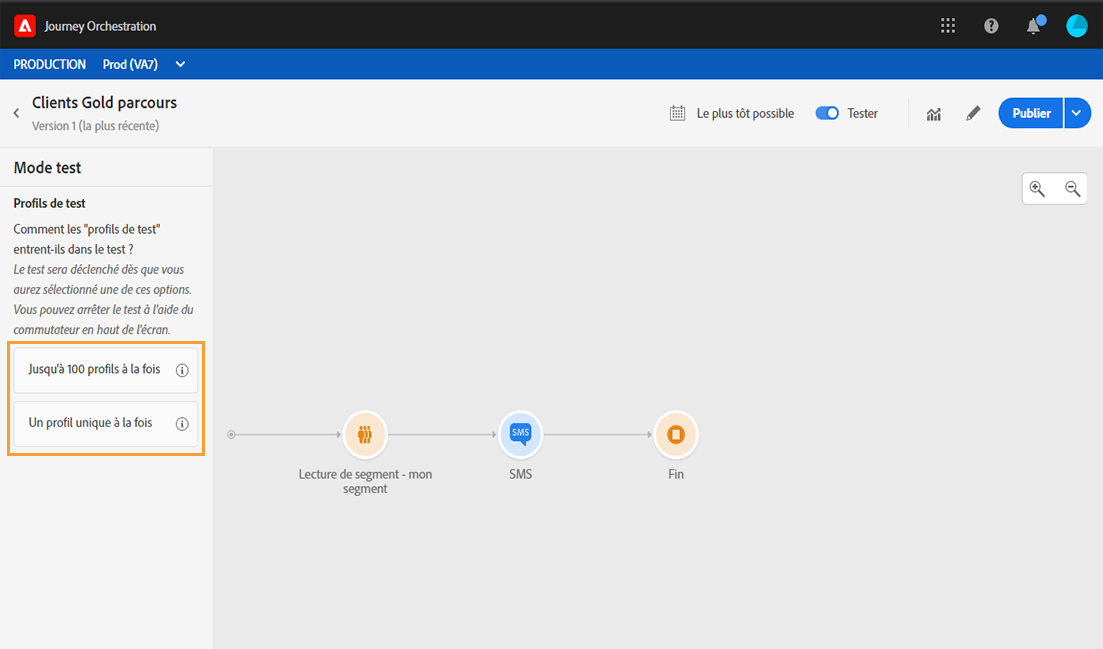 Journey Orchestration
PRODUCTION Prod (VA7)
Clients Gold parcours
Version 1 (la plus récente)
Le plus tôt possible
Tester
Publier
Mode test
Profils de test
Comment les "profils de test"
entrent-ils dans le test ?
Le test sera déclenché dès que vous
aurez sélectionné une de ces options.
Vous pouvez arrêter le test à l'aide du
commutateur en haut de l'écran.
Jusqu'à 100 profils à la fois
Un profil unique à la fois
SMS
Lecture de segment - mon
segment
SMS
Fin